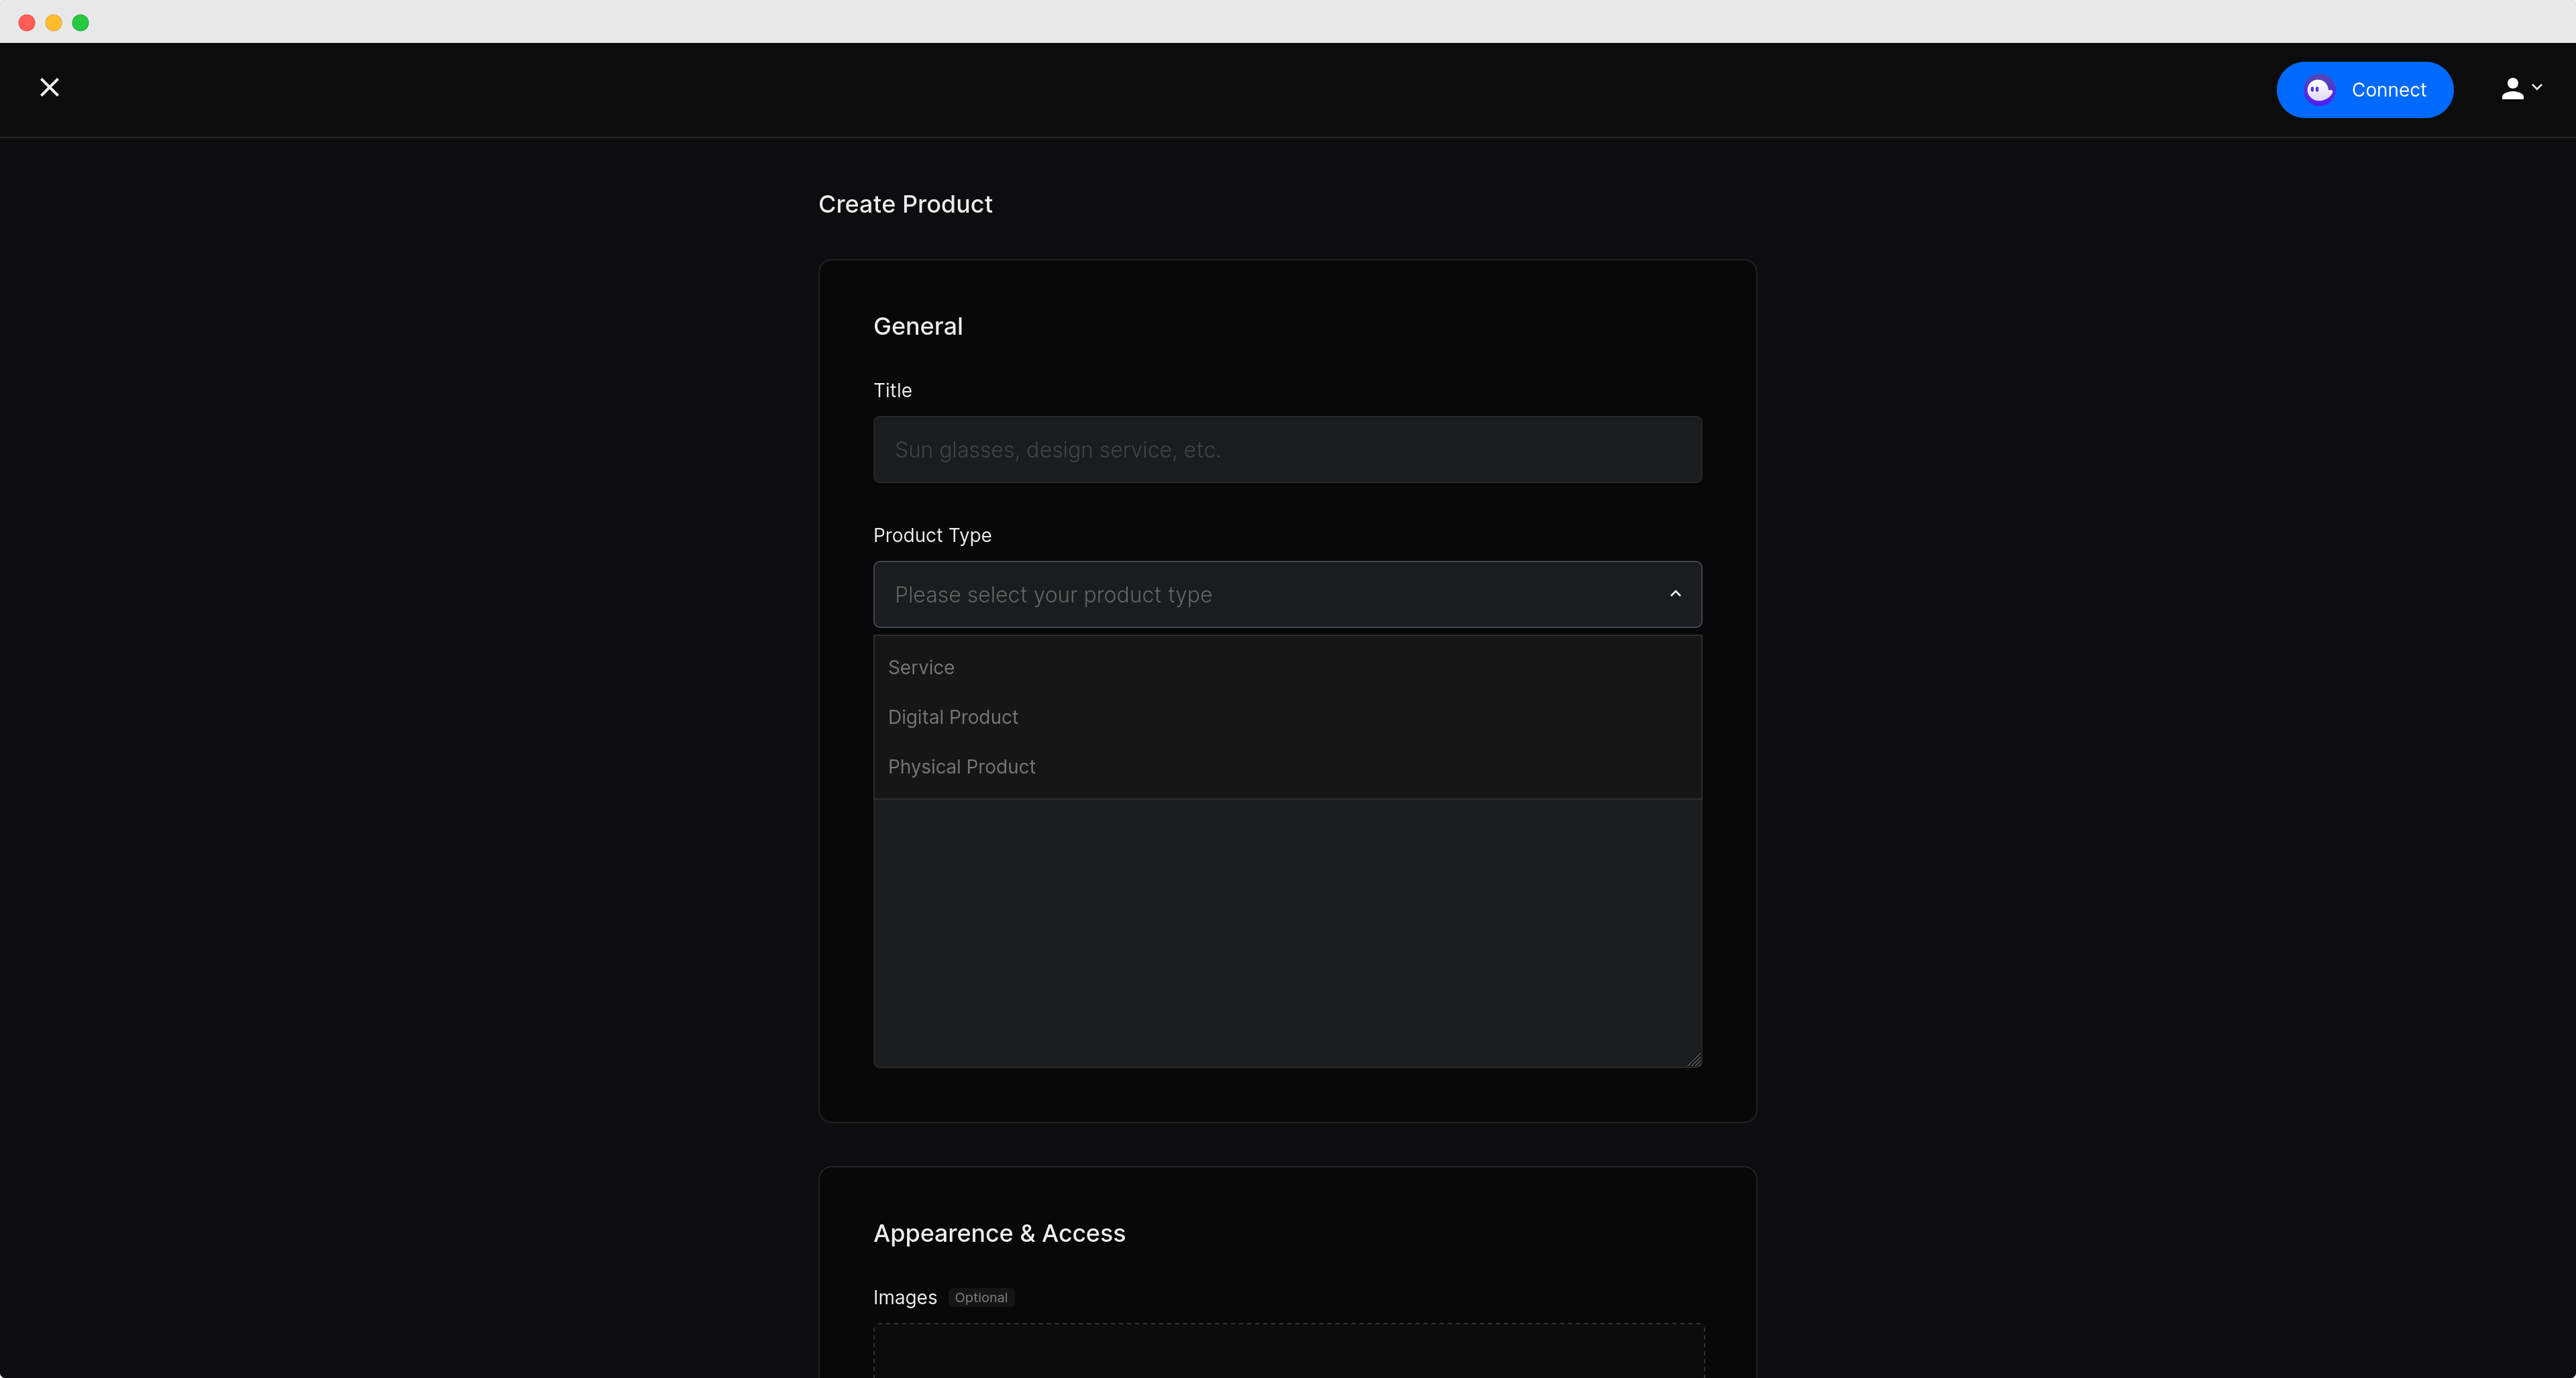 Connect
Create Product
General
Title
Sun glasses, design service, etc.
Product Type
Please select your product type
Service
Digital Product
Physical Product
Appearence & Access
Images Optional